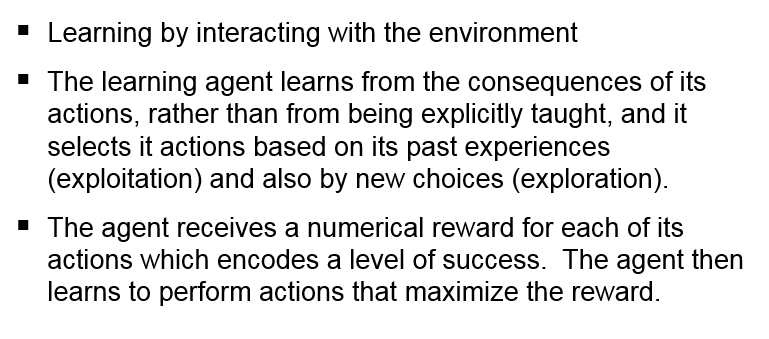 ▪ Learning by interacting with the environment
▪ The learning agent learns from the consequences of its
actions, rather than from being explicitly taught, and it
selects it actions based on its past experiences
(exploitation) and also by new choices (exploration).
▪ The agent receives a numerical reward for each of its
actions which encodes a level of success.  The agent then
learns to perform actions that maximize the reward.